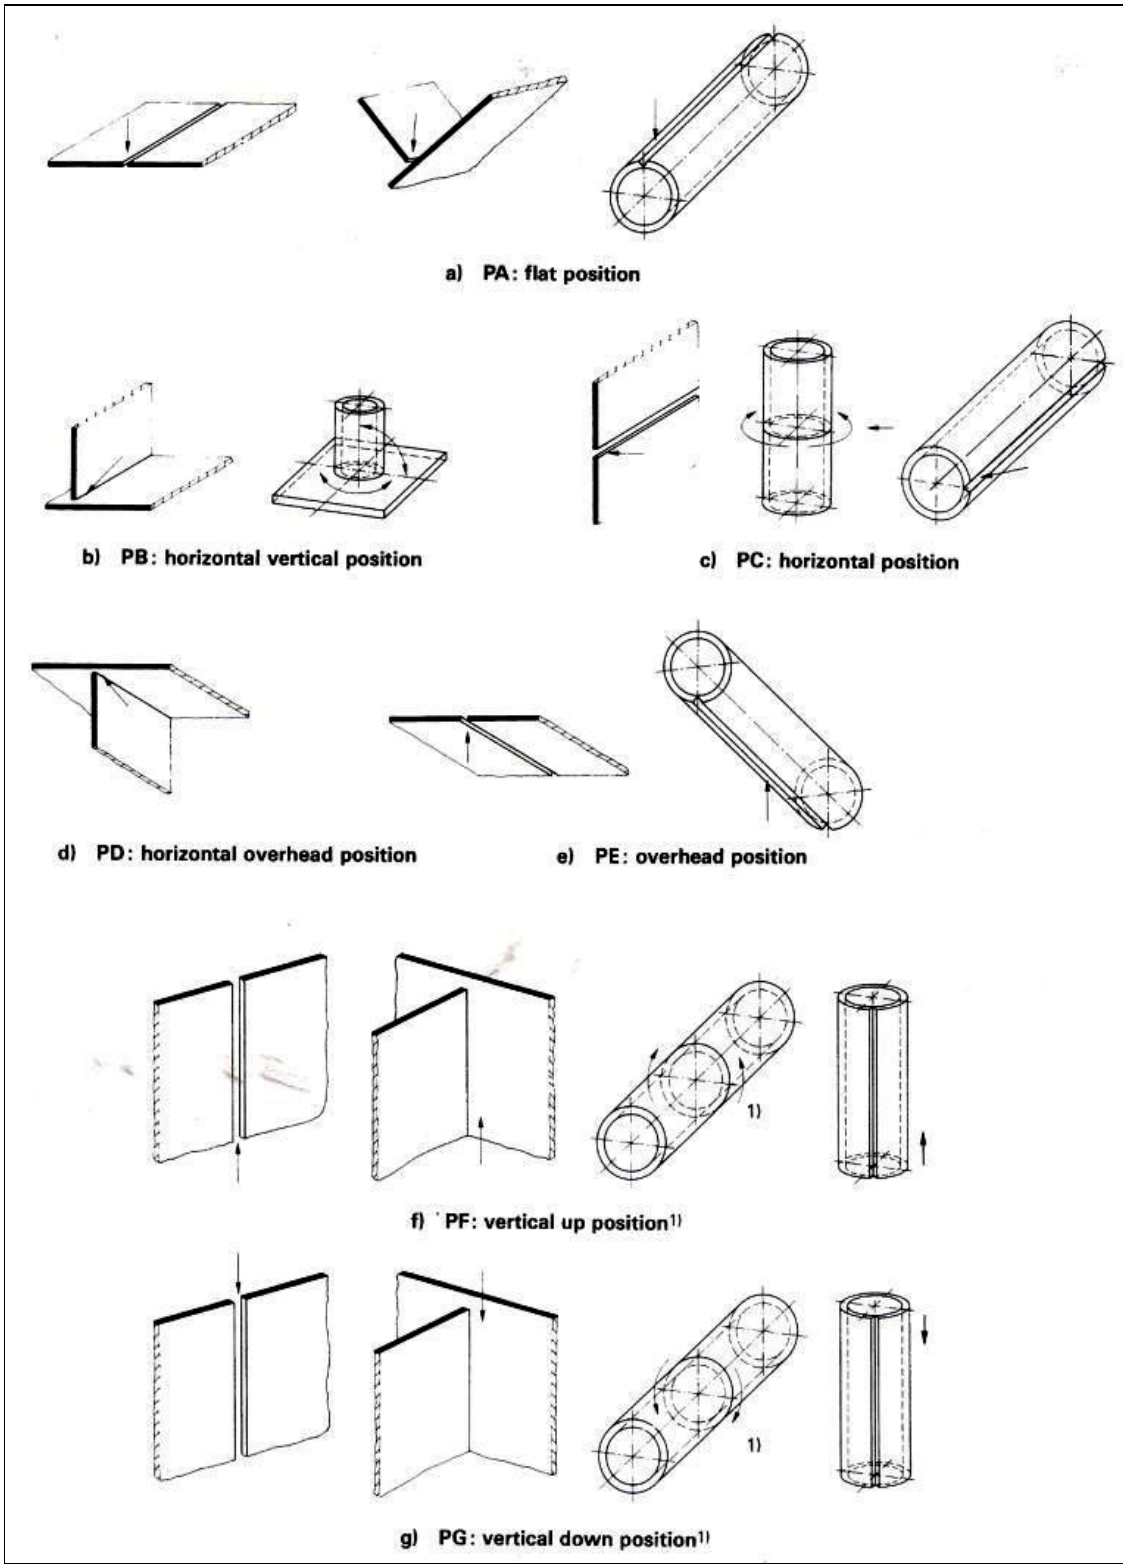 a) PA: flat position
b) PB: horizontal vertical position
c) PC: horizontal position
d) PD: horizontal overhead position
e) PE: overhead position
1)
f) PF: vertical up position1)
1)
g) PG: vertical down position1)